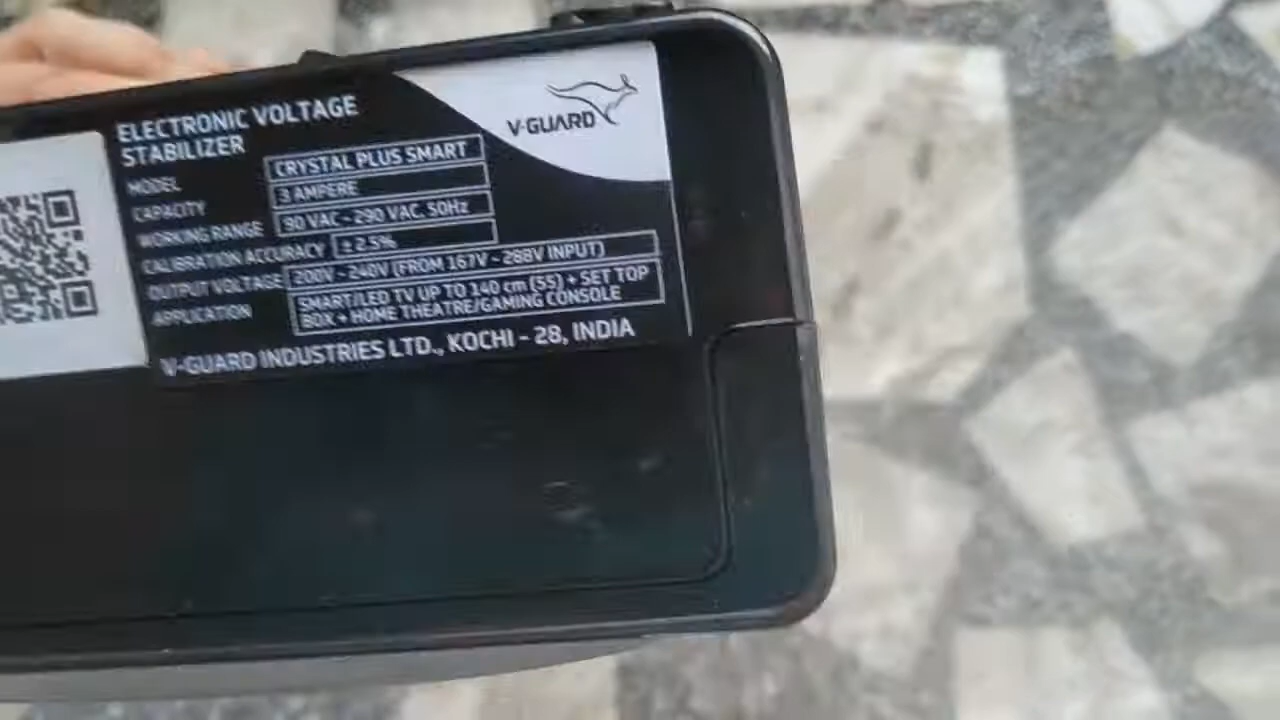 V-GUARD
ELECTRONIC VOLTAGE
STABILIZER
MODEL CRYSTAL PLUS SMART
CAPACITY 3 AMPERE
WORKING RANGE 90 VAC - 290 VAC, 50Hz
CALIBRATION ACCURACY ± 2.5%
OUTPUT VOLTAGE 200V - 240V (FROM 167V - 288V INPUT)
APPLICATION SMART/LED TV UP TO 140 cm (55) + SET TOP
BOX + HOME THEATRE/GAMING CONSOLE
V-GUARD INDUSTRIES LTD., KOCHI - 28, INDIA